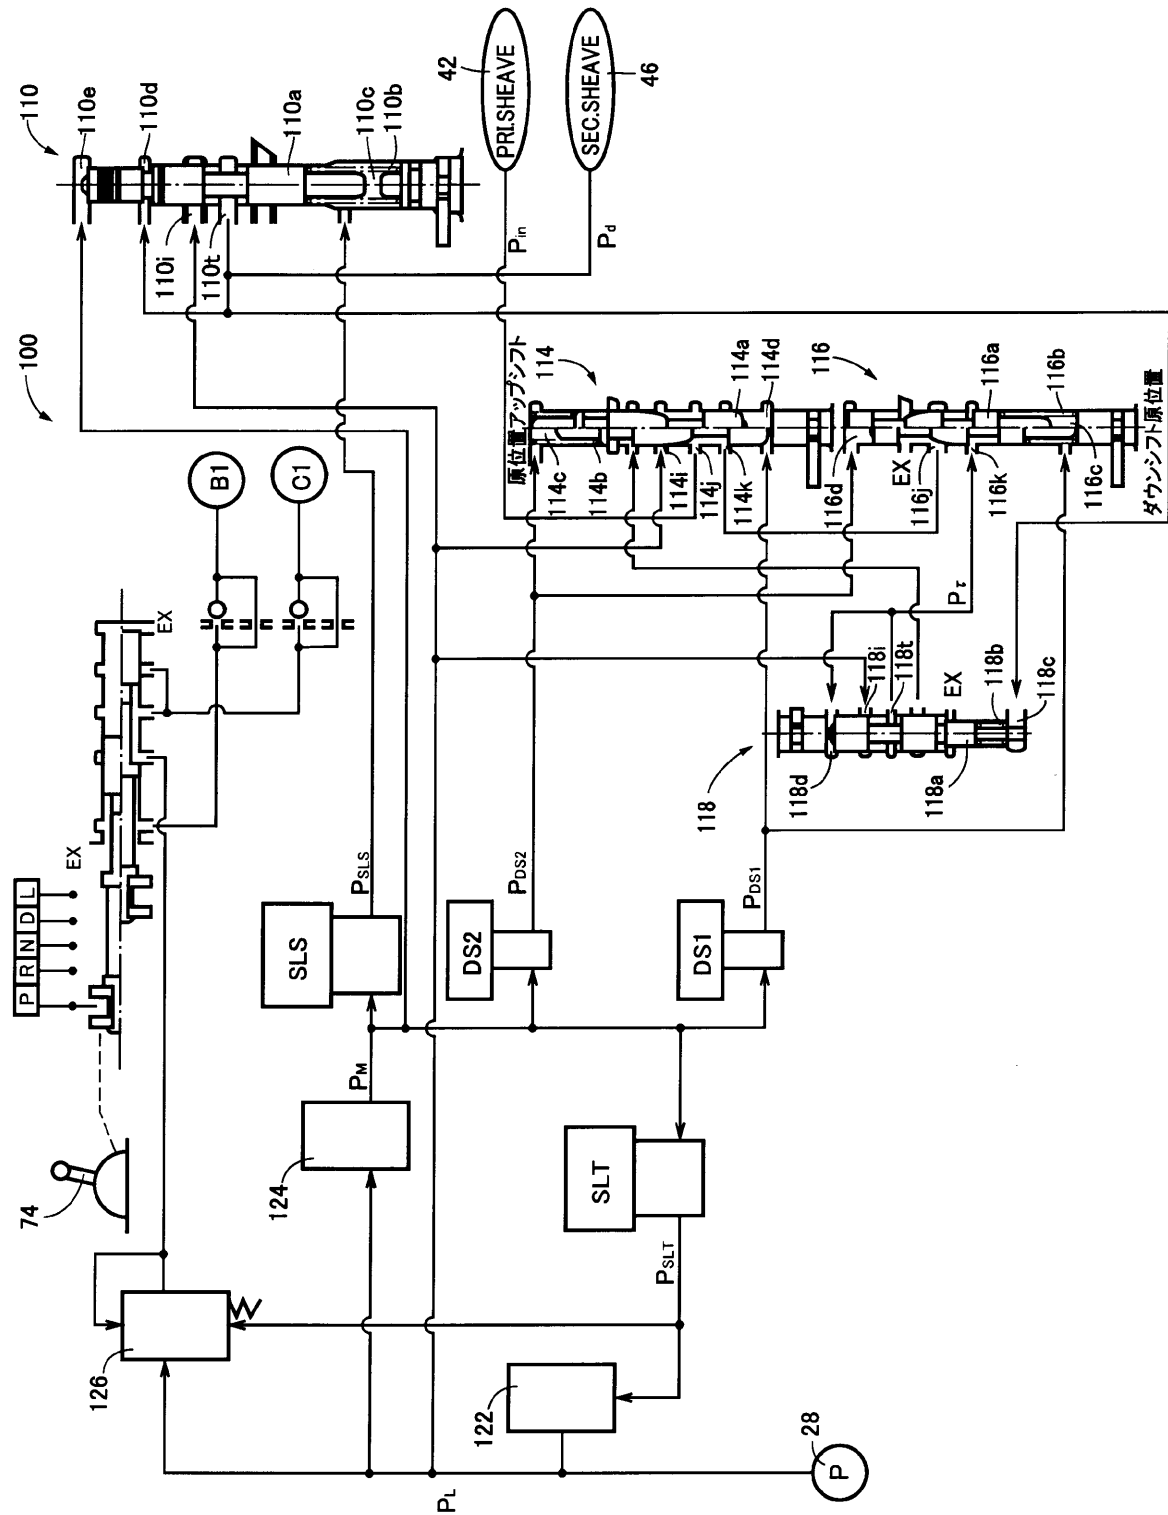 100
110
110e
110d
110i
110t
110a
110c
110b
42
PRI.SHEAVE
SEC.SHEAVE
46
Pin
Pd
B1
C1
EX
EX
P R N D L
74
126
124
PM
SLS
PSLS
DS2
PDS2
DS1
PDS1
SLT
PSLT
122
28
P
PL
原位置アップシフト
114
114c
114b
114i
114j
114k
114a
114d
116
116d
EX
116j
116k
116a
116b
116c
ダウンシフト原位置
Pτ
118
118d
118i
118t
118a
EX
118b
118c